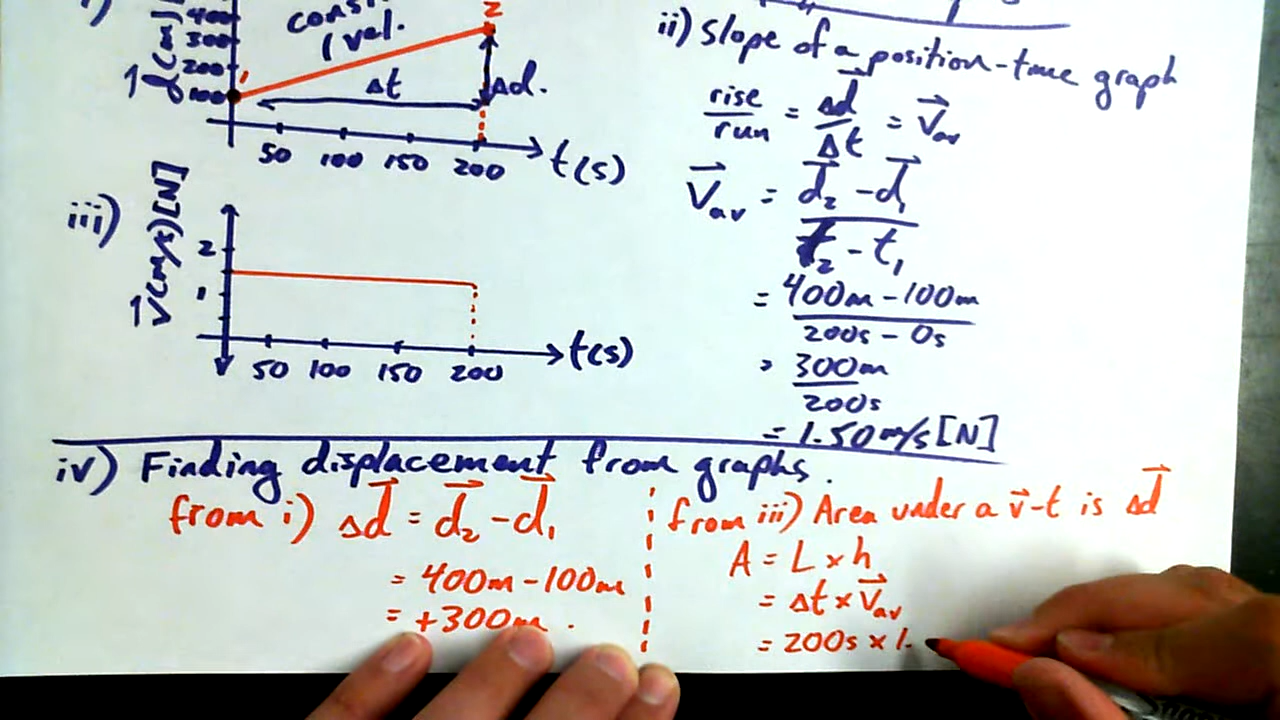 400
300
200
100
d(m)
1 vel.
2
1
Δt
Δd.
50 100 150 200
t(s)
ii) Slope of a position-time graph
rise/run = Δd/Δt = Vav
Vav = d2 - d1
t2 - t1
= 400m - 100m
200s - 0s
= 300m
200s
= 1.50m/s [N]
iii)
V(m/s)[N]
2
1
50 100 150 200
t(s)
iv) Finding displacement from graphs.
from i) Δd = d2 - d1
= 400m - 100m
= +300m.
from iii) Area under a v-t is Δd
A = L x h
= Δt x Vav
= 200s x 1.